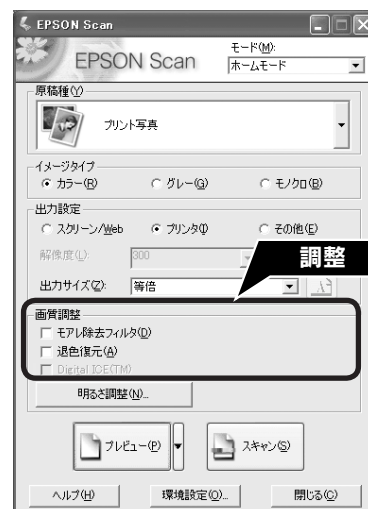 EPSON Scan
EPSON Scan
モード(M):
ホームモード
原稿種(Y)
プリント写真
イメージタイプ
カラー(R) グレー(G) モノクロ(B)
出力設定
スクリーン/Web プリンタ(I) その他(E)
解像度(L): 300
調整
出力サイズ(Z): 等倍
画質調整
モアレ除去フィルタ(D)
退色復元(A)
Digital ICE(TM)
明るさ調整(N)...
プレビュー(P) スキャン(S)
ヘルプ(H) 環境設定(O)... 閉じる(C)